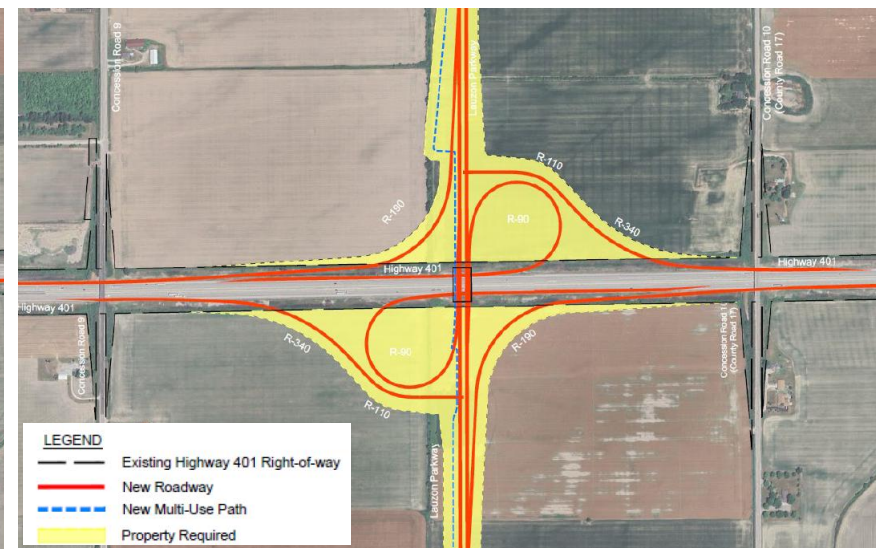 Concession Road 9
Lauzon Parkway
Concession Road 10
(County Road 17)
R-110
R-190
R-90
R-340
Highway 401
Highway 401
Highway 401
Concession Road 9
R-340
R-90
R-190
Concession Road 1
(County Road 17)
R-110
Lauzon Parkway
LEGEND
Existing Highway 401 Right-of-way
New Roadway
New Multi-Use Path
Property Required